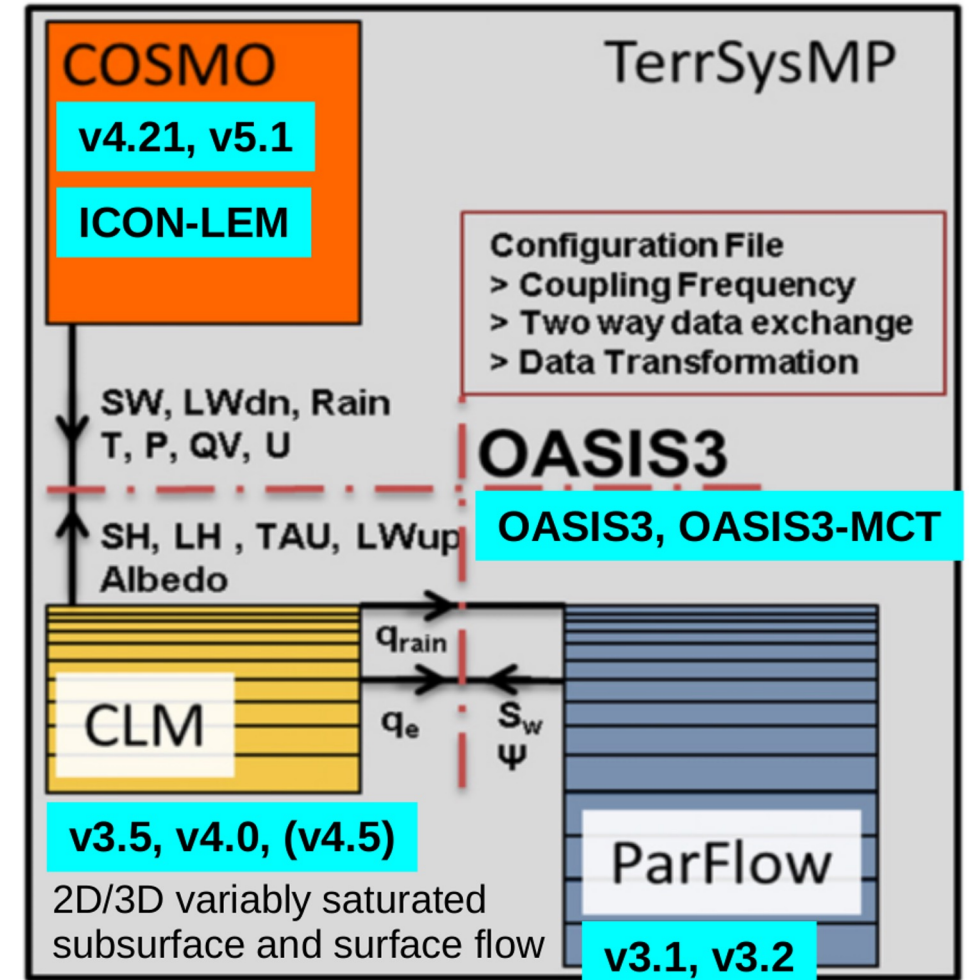 COSMO
TerrSysMP
v4.21, v5.1
ICON-LEM
Configuration File
> Coupling Frequency
> Two way data exchange
> Data Transformation
SW, LWdn, Rain
T, P, QV, U
OASIS3
OASIS3, OASIS3-MCT
SH, LH , TAU, LWup
Albedo
qrain
qe
Sw
Ψ
CLM
ParFlow
v3.5, v4.0, (v4.5)
2D/3D variably saturated
subsurface and surface flow
v3.1, v3.2